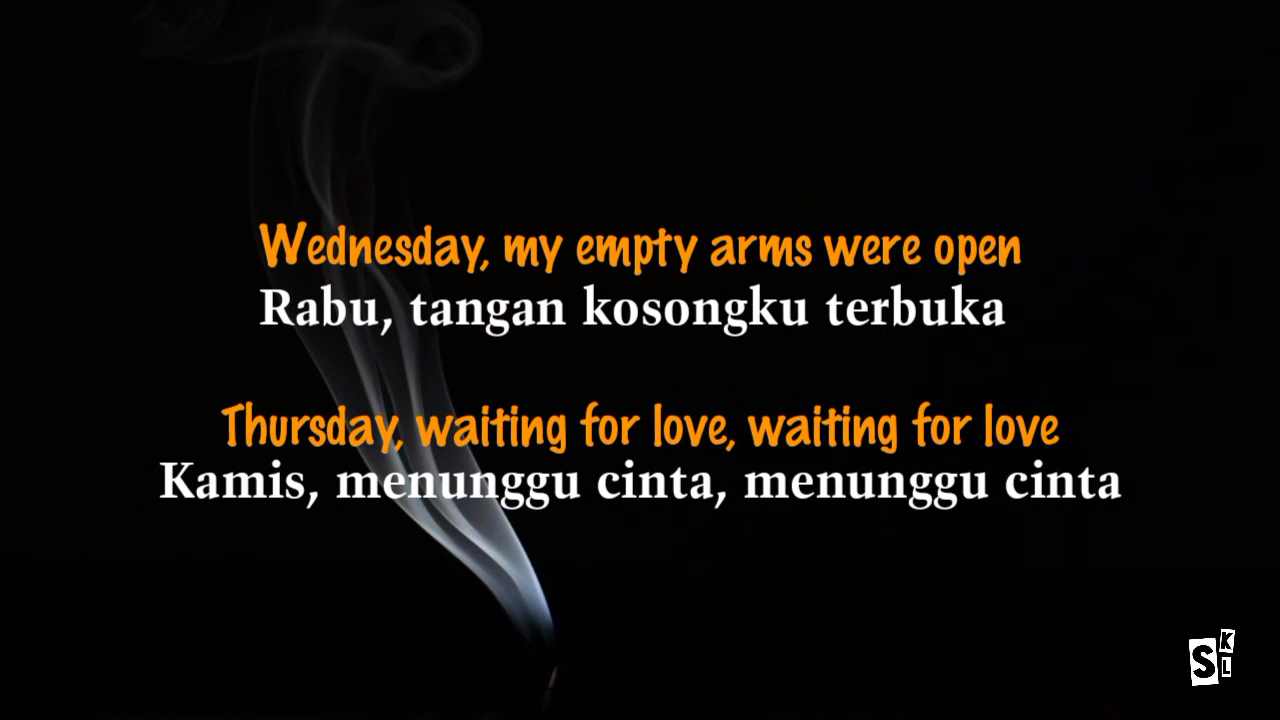 Wednesday, my empty arms were open
Rabu, tangan kosongku terbuka
Thursday, waiting for love, waiting for love
Kamis, menunggu cinta, menunggu cinta
SKL